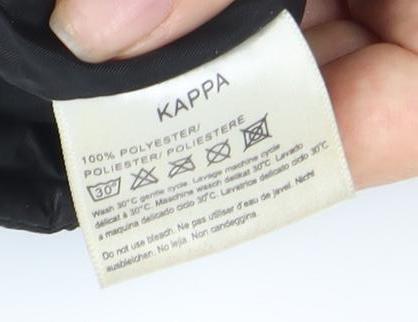 KAPPA
100% POLYESTER/
POLIESTER/ POLIESTERE
30°
Wash 30°C gentle cycle. Lavage machine cycle
délicat à 30°C. Maschine wasch delikat 30°C. Lavado
a maquina delicado ciclo 30°C. Lavatrice delicato ciclo 30°C
Do not use bleach. Ne pas utiliser d'eau de javel. Nicht
ausbleichen. No lejia. Non candeggina